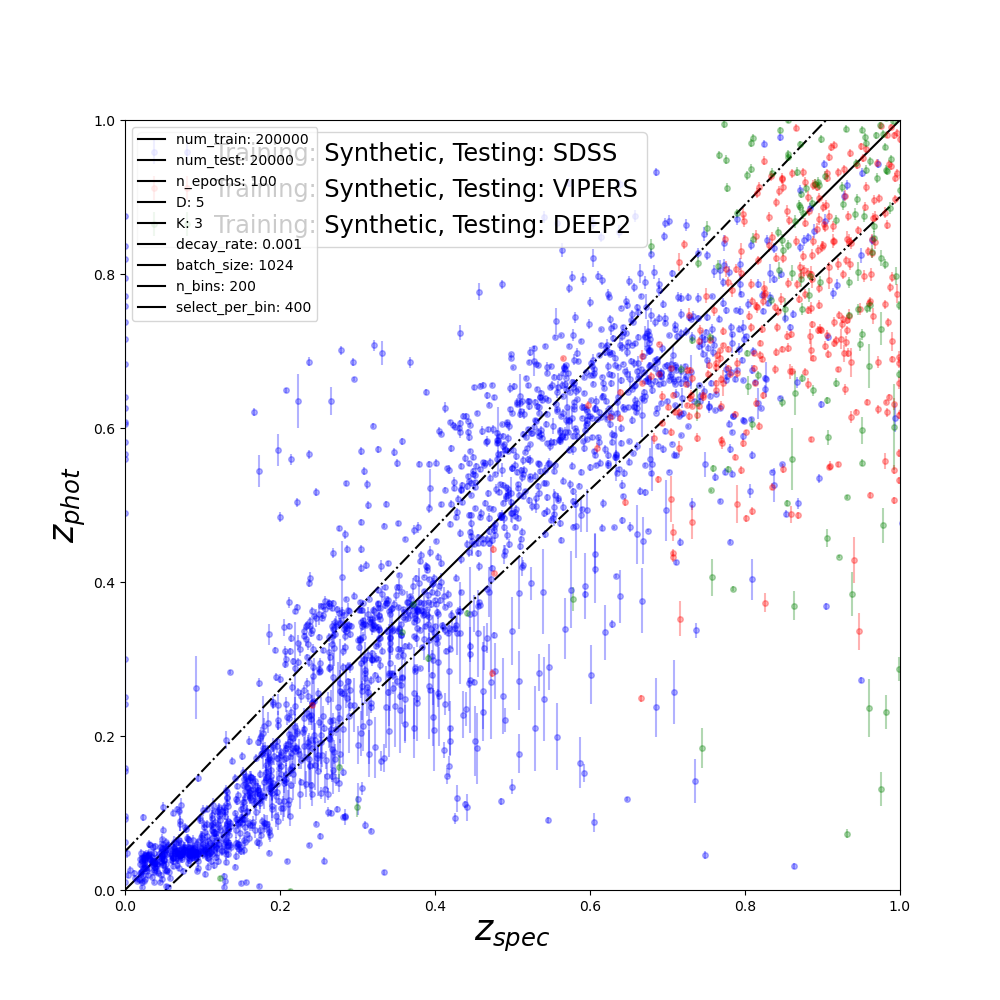 1.0
0.8
0.6
0.4
0.2
0.0
z_phot
num_train: 200000
num_test: 20000
n_epochs: 100
D: 5
K: 3
decay_rate: 0.001
batch_size: 1024
n_bins: 200
select_per_bin: 400
Training: Synthetic, Testing: SDSS
Training: Synthetic, Testing: VIPERS
Training: Synthetic, Testing: DEEP2
0.0 0.2 0.4 0.6 0.8 1.0
z_spec